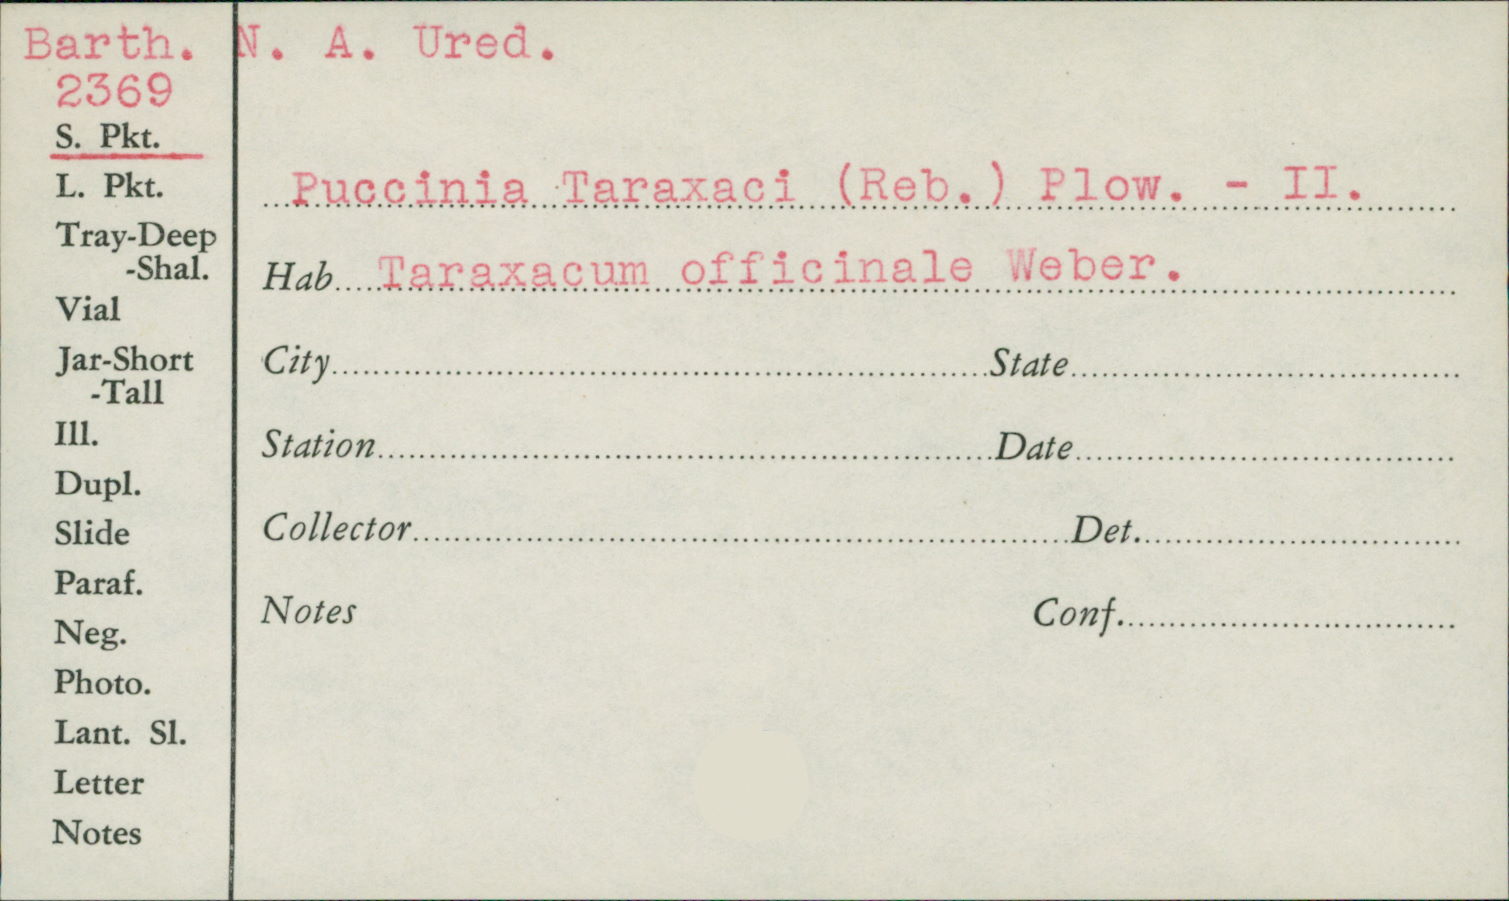 Barth. N. A. Ured.
2369
S. Pkt.
L. Pkt.
Tray-Deep
-Shal.
Vial
Jar-Short
-Tall
Ill.
Dupl.
Slide
Paraf.
Neg.
Photo.
Lant. Sl.
Letter
Notes
Puccinia Taraxaci (Reb.) Plow. - II.
Hab. Taraxacum officinale Weber.
City State
Station Date
Collector Det.
Notes Conf.